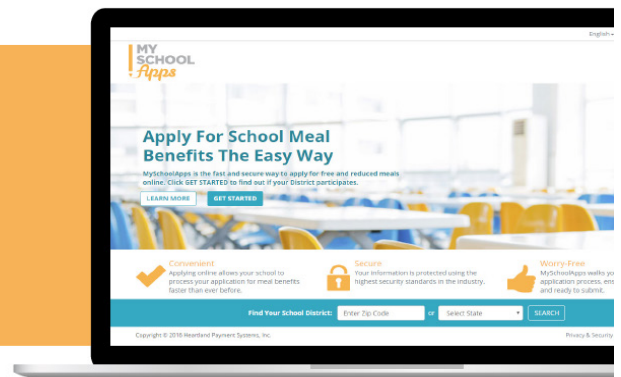 English
MY
SCHOOL
Apps
Apply For School Meal
Benefits The Easy Way
MySchoolApps is the fast and secure way to apply for free and reduced meals
online. Click GET STARTED to find out if your District participates.
LEARN MORE
GET STARTED
Convenient
Applying online allows your school to
process your application for meal benefits
faster than ever before.
Secure
Your information is protected using the
highest security standards in the industry.
Worry-Free
MySchoolApps walks yo
application process, ens
and ready to submit.
Find Your School District: Enter Zip Code or Select State SEARCH
Copyright © 2018 Heartland Payment Systems, Inc. Privacy & Security